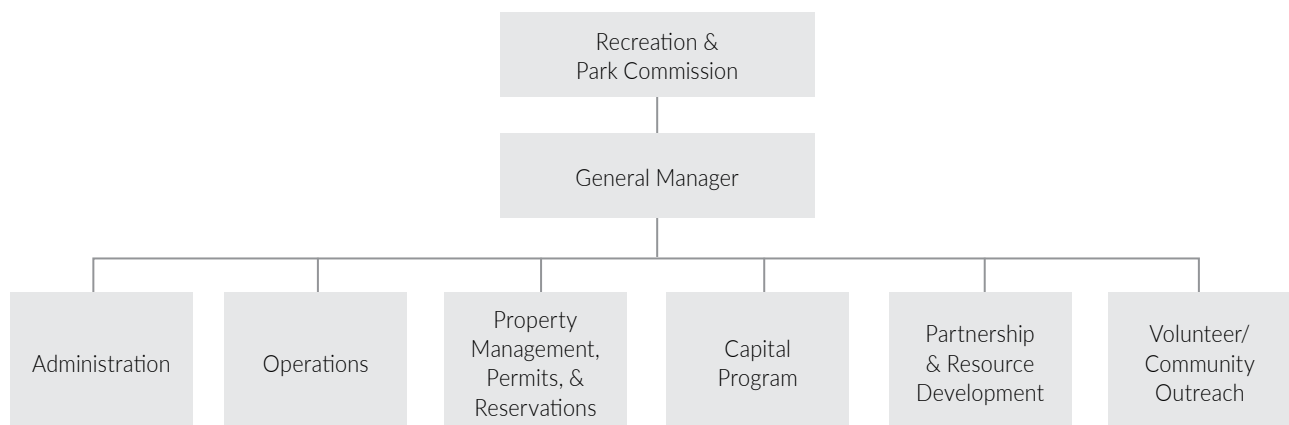 Recreation &
Park Commission
General Manager
Administration
Operations
Property
Management,
Permits, &
Reservations
Capital
Program
Partnership
& Resource
Development
Volunteer/
Community
Outreach